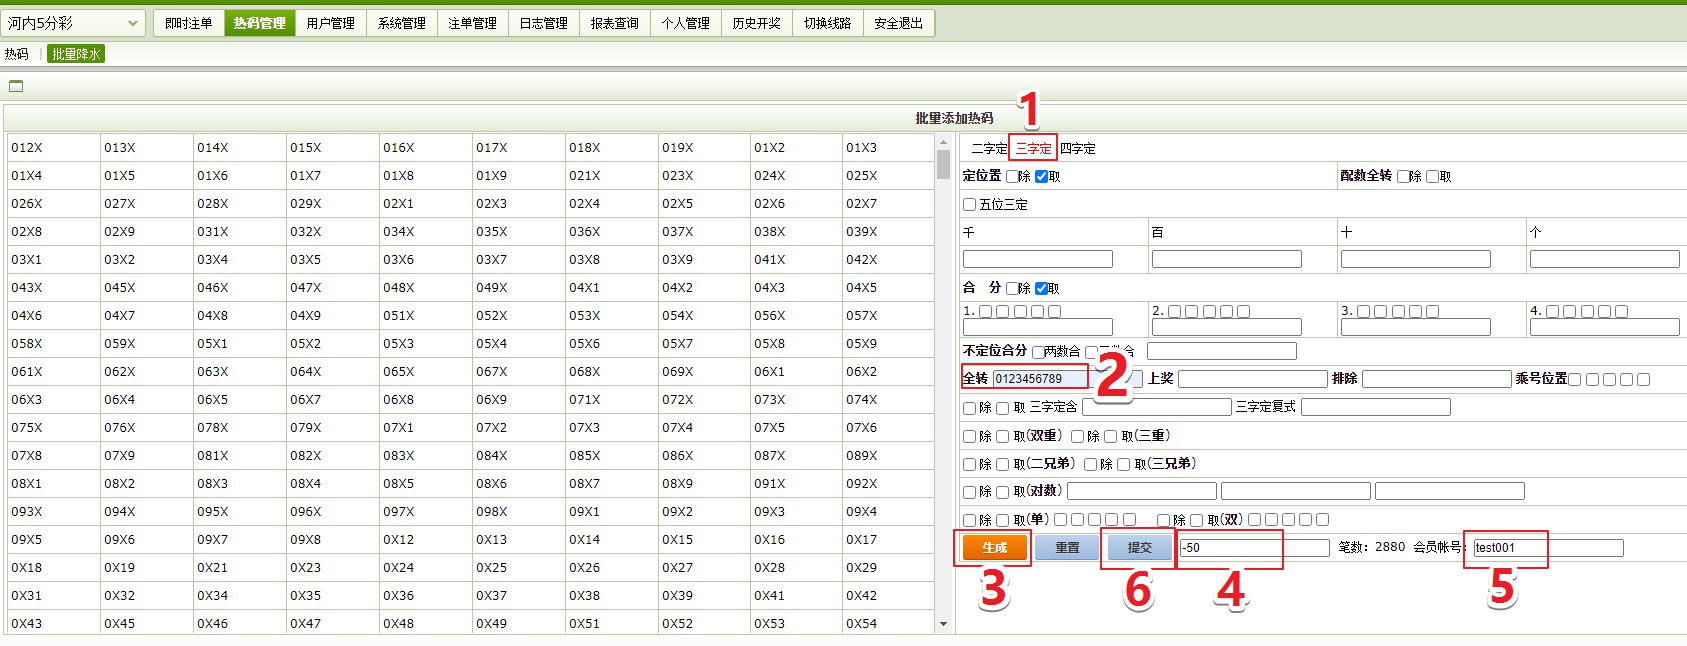 河内5分彩 即时注单 热码管理 用户管理 系统管理 注单管理 日志管理 报表查询 个人管理 历史开奖 切换线路 安全退出
热码 | 批量降水
批量添加热码
1
012X 013X 014X 015X 016X 017X 018X 019X 01X2 01X3
01X4 01X5 01X6 01X7 01X8 01X9 021X 023X 024X 025X
026X 027X 028X 029X 02X1 02X3 02X4 02X5 02X6 02X7
02X8 02X9 031X 032X 034X 035X 036X 037X 038X 039X
03X1 03X2 03X4 03X5 03X6 03X7 03X8 03X9 041X 042X
043X 045X 046X 047X 048X 049X 04X1 04X2 04X3 04X5
04X6 04X7 04X8 04X9 051X 052X 053X 054X 056X 057X
058X 059X 05X1 05X2 05X3 05X4 05X6 05X7 05X8 05X9
061X 062X 063X 064X 065X 067X 068X 069X 06X1 06X2
06X3 06X4 06X5 06X7 06X8 06X9 071X 072X 073X 074X
075X 076X 078X 079X 07X1 07X2 07X3 07X4 07X5 07X6
07X8 07X9 081X 082X 083X 084X 085X 086X 087X 089X
08X1 08X2 08X3 08X4 08X5 08X6 08X7 08X9 091X 092X
093X 094X 095X 096X 097X 098X 09X1 09X2 09X3 09X4
09X5 09X6 09X7 09X8 0X12 0X13 0X14 0X15 0X16 0X17
0X18 0X19 0X21 0X23 0X24 0X25 0X26 0X27 0X28 0X29
0X31 0X32 0X34 0X35 0X36 0X37 0X38 0X39 0X41 0X42
0X43 0X45 0X46 0X47 0X48 0X49 0X51 0X52 0X53 0X54
二字定 三字定 四字定
定位置 除 取 配数全转 除 取
五位三定
千 百 十 个
合 分 除 取
1. 2. 3. 4.
不定位合分 两数合 合
2
全转 0123456789 上奖 排除 乘号位置
除 取 三字定含 三字定复式
除 取(双重) 除 取(三重)
除 取(二兄弟) 除 取(三兄弟)
除 取(对数)
除 取(单) 除 取(双)
生成 重置 提交 -50 笔数：2880 会员帐号： test001
3 6 4 5